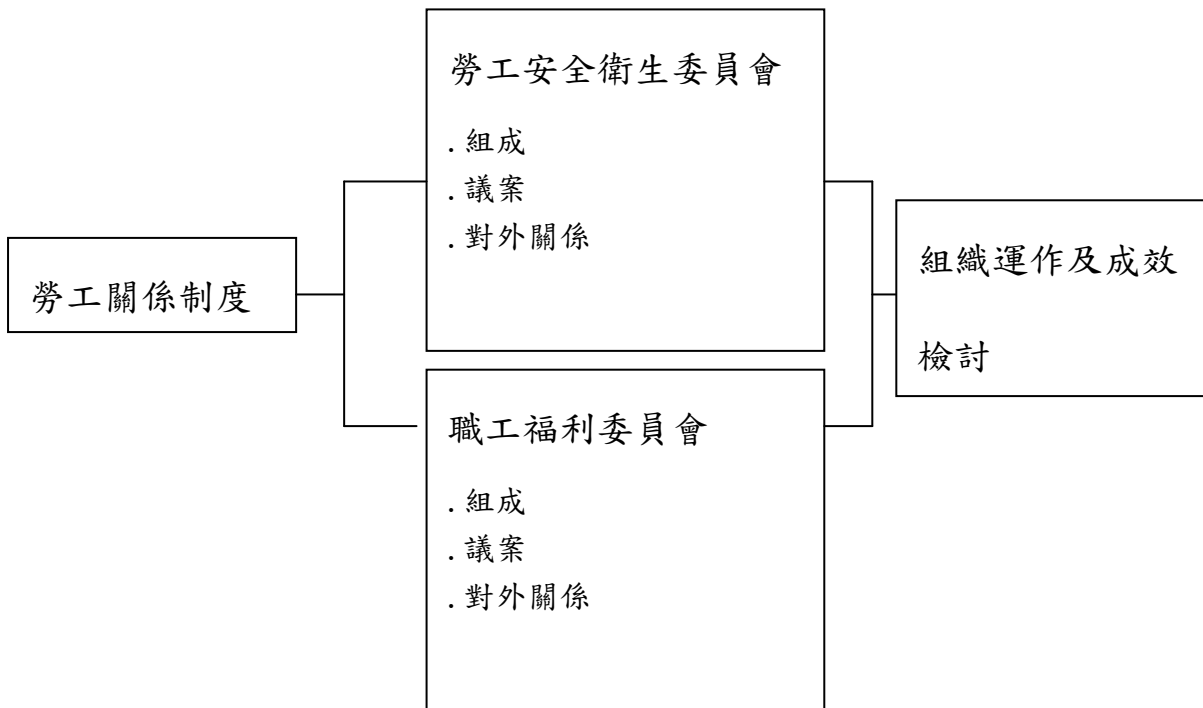 勞工關係制度
勞工安全衛生委員會
.組成
.議案
.對外關係
職工福利委員會
.組成
.議案
.對外關係
組織運作及成效
檢討